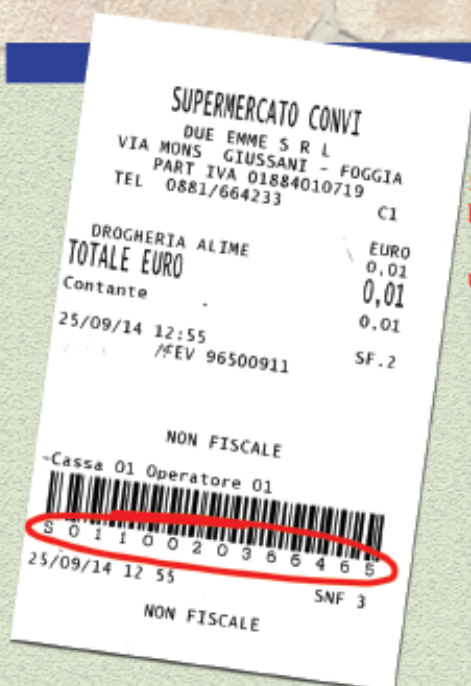 SUPERMERCATO CONVI
DUE EMME S R L
VIA MONS GIUSSANI - FOGGIA
PART IVA 01884010719
TEL 0881/664233
C1
EURO
DROGHERIA ALIME 0,01
TOTALE EURO 0,01
Contante 0.01
25/09/14 12:55 SF.2
/FEV 96500911
NON FISCALE
-Cassa 01 Operatore 01
S 0 1 1 0 0 2 0 3 6 5 4 6 5
25/09/14 12 55 SNF 3
NON FISCALE